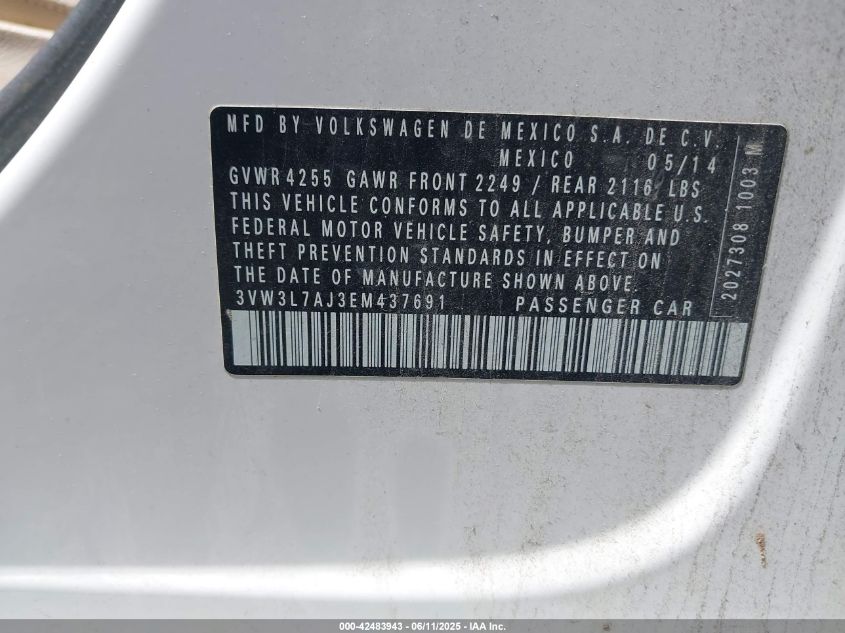 MFD BY VOLKSWAGEN DE MEXICO S.A. DE C.V.
MEXICO 05/14
GVWR 4255 GAWR FRONT 2249 / REAR 2116 LBS
THIS VEHICLE CONFORMS TO ALL APPLICABLE U.S.
FEDERAL MOTOR VEHICLE SAFETY, BUMPER AND
THEFT PREVENTION STANDARDS IN EFFECT ON
THE DATE OF MANUFACTURE SHOWN ABOVE.
3VW3L7AJ3EM437691 PASSENGER CAR
2027308 1003 M
000-42483943 - 06/11/2025 - IAA Inc.